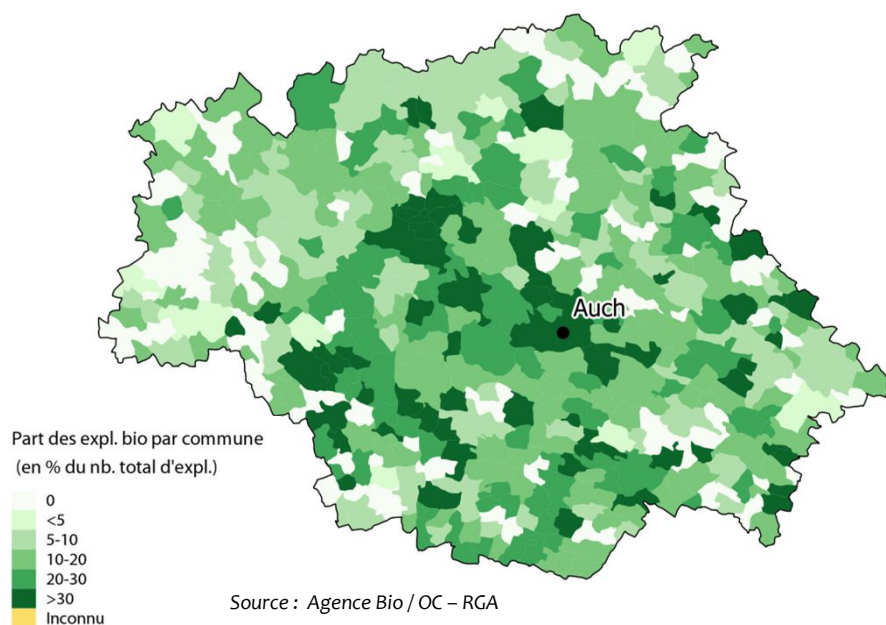 Auch
Part des expl. bio par commune
(en % du nb. total d'expl.)
0
<5
5-10
10-20
20-30
>30
Inconnu
Source : Agence Bio / OC – RGA